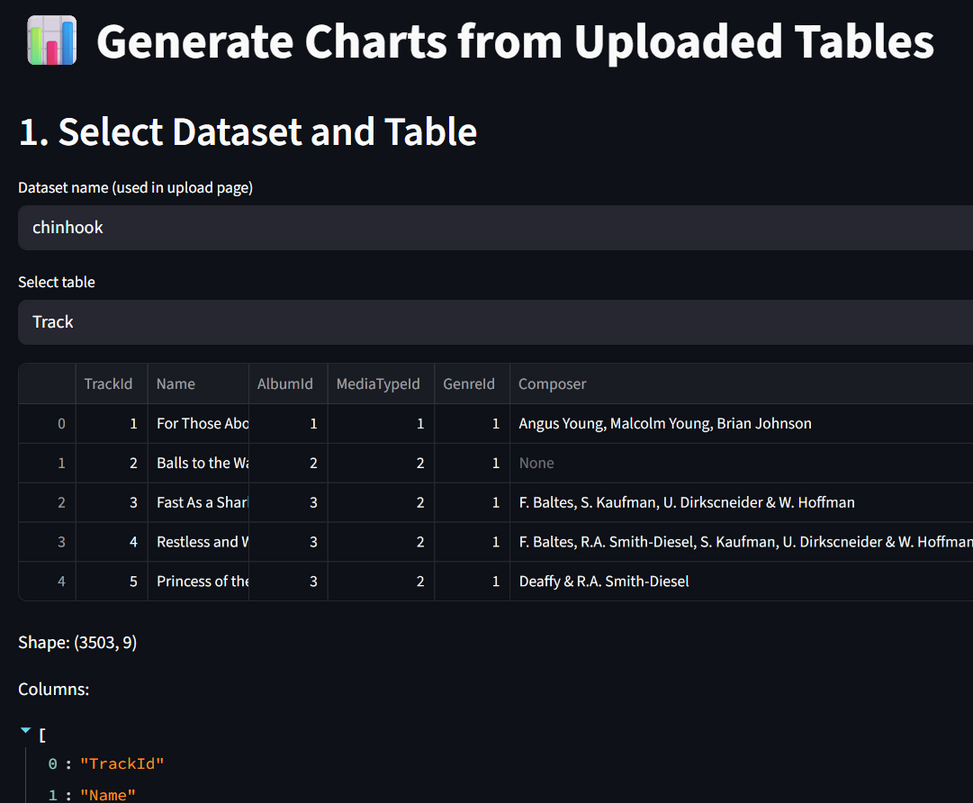 Generate Charts from Uploaded Tables
1. Select Dataset and Table
Dataset name (used in upload page)
chinhook
Select table
Track
TrackId Name AlbumId MediaTypeId GenreId Composer
0 1 For Those Abo 1 1 1 Angus Young, Malcolm Young, Brian Johnson
1 2 Balls to the Wa 2 2 1 None
2 3 Fast As a Shar 3 2 1 F. Baltes, S. Kaufman, U. Dirkscneider & W. Hoffman
3 4 Restless and W 3 2 1 F. Baltes, R.A. Smith-Diesel, S. Kaufman, U. Dirkscneider & W. Hoffman
4 5 Princess of the 3 2 1 Deaffy & R.A. Smith-Diesel
Shape: (3503, 9)
Columns:
[
0 : "TrackId"
1 : "Name"